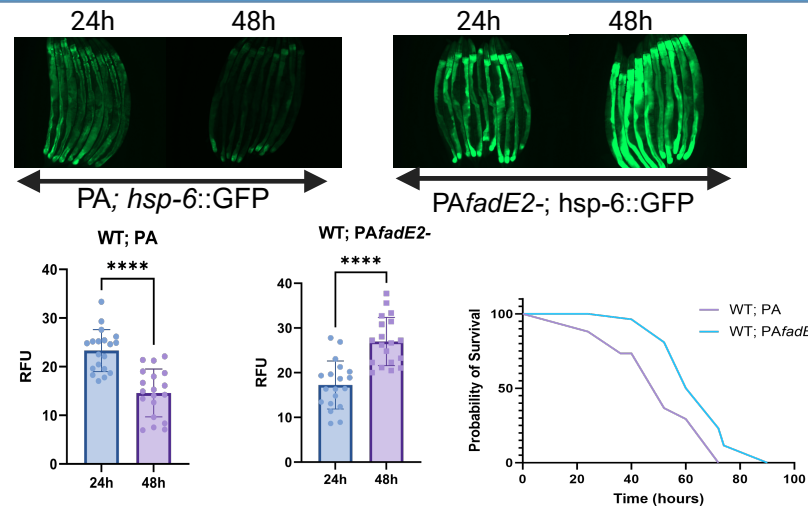 24h 48h 24h 48h
PA; hsp-6::GFP PAfadE2-; hsp-6::GFP
WT; PA
****
RFU
40
30
20
10
0
24h 48h
WT; PAfadE2-
****
RFU
40
30
20
10
0
24h 48h
Probability of Survival
100
50
0
0 20 40 60 80 100
Time (hours)
WT; PA
WT; PAfadE